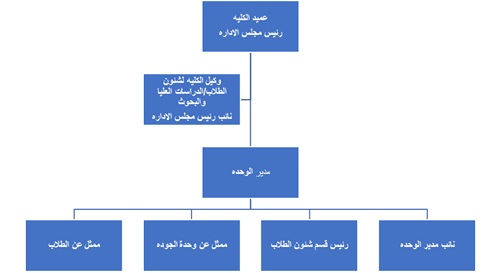 عميد الكليه
رئيس مجلس الاداره
وكيل الكليه لشئون
الطلاب/الدراسات العليا
والبحوث
نائب رئيس مجلس الاداره
مدير الوحده
نائب مدير الوحده
رئيس قسم شئون الطلاب
ممثل عن وحدة الجوده
ممثل عن الطلاب